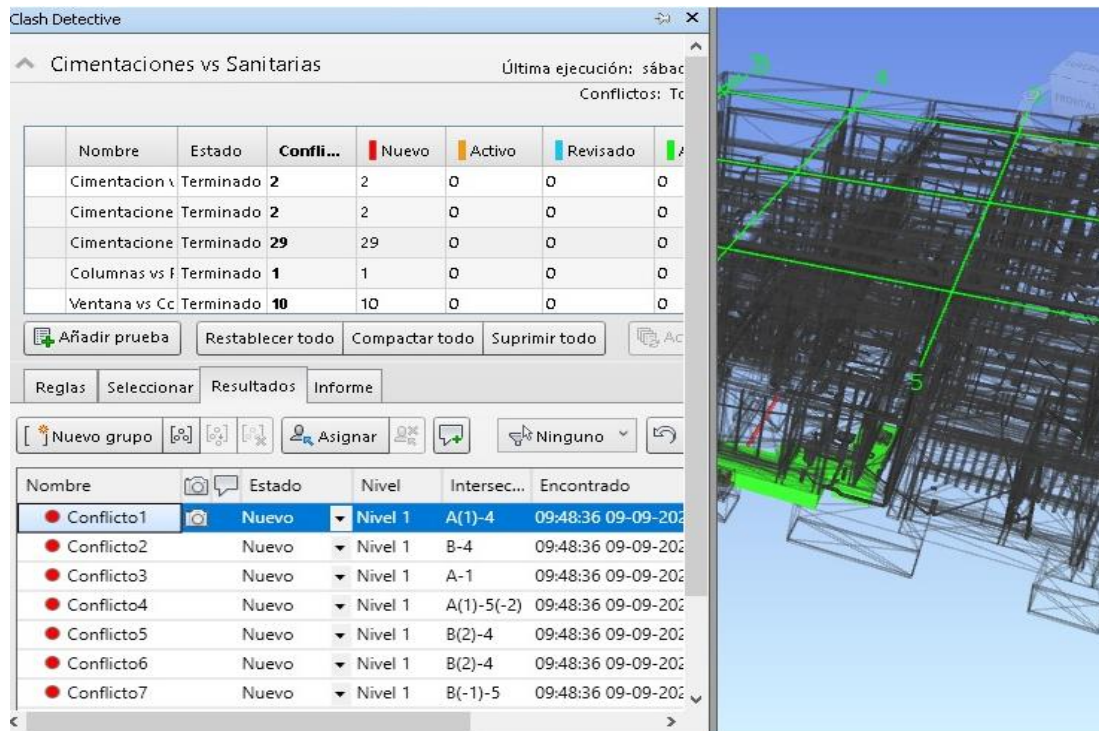 Clash Detective
Cimentaciones vs Sanitarias
Última ejecución: sábac
Conflictos: To
Nombre Estado Confli... Nuevo Activo Revisado A
Cimentacion v Terminado 2 2 0 0 0
Cimentacione Terminado 2 2 0 0 0
Cimentacione Terminado 29 29 0 0 0
Columnas vs F Terminado 1 1 0 0 0
Ventana vs Cc Terminado 10 10 0 0 0
Añadir prueba Restablecer todo Compactar todo Suprimir todo Ac
Reglas Seleccionar Resultados Informe
Nuevo grupo Asignar Ninguno
Nombre Estado Nivel Intersec... Encontrado
Conflicto1 Nuevo Nivel 1 A(1)-4 09:48:36 09-09-202
Conflicto2 Nuevo Nivel 1 B-4 09:48:36 09-09-202
Conflicto3 Nuevo Nivel 1 A-1 09:48:36 09-09-202
Conflicto4 Nuevo Nivel 1 A(1)-5(-2) 09:48:36 09-09-202
Conflicto5 Nuevo Nivel 1 B(2)-4 09:48:36 09-09-202
Conflicto6 Nuevo Nivel 1 B(2)-4 09:48:36 09-09-202
Conflicto7 Nuevo Nivel 1 B(-1)-5 09:48:36 09-09-202
5